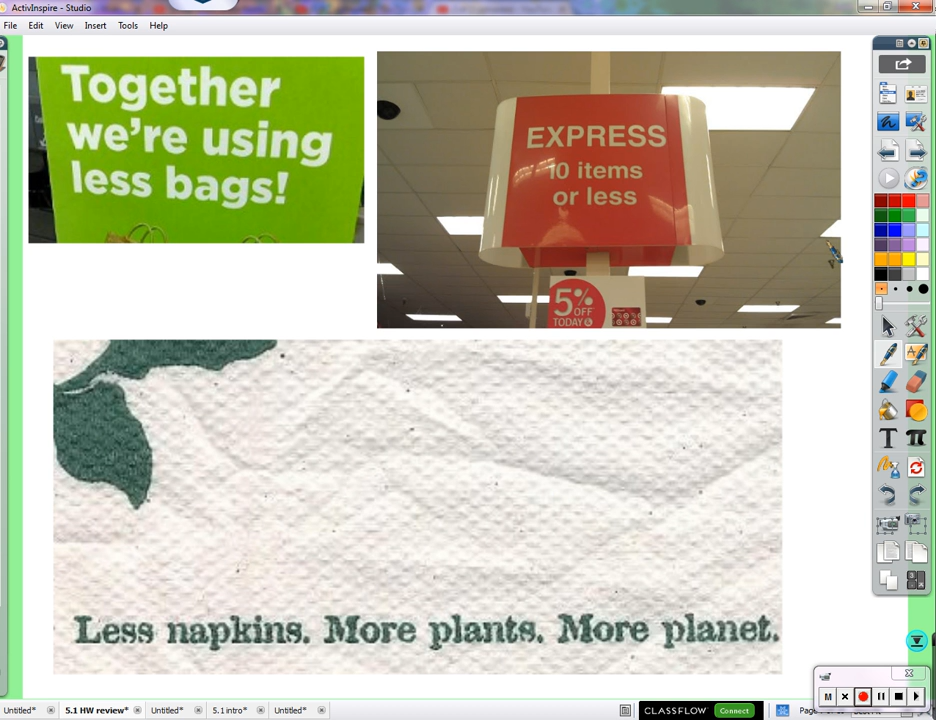 ActivInspire - Studio
File Edit View Insert Tools Help
Together
we're using
less bags!
EXPRESS
10 items
or less
5%
OFF
TODAY
Less napkins. More plants. More planet.
Untitled* 5.1 HW review* Untitled* 5.1 intro* Untitled*
CLASSFLOW Connect
M